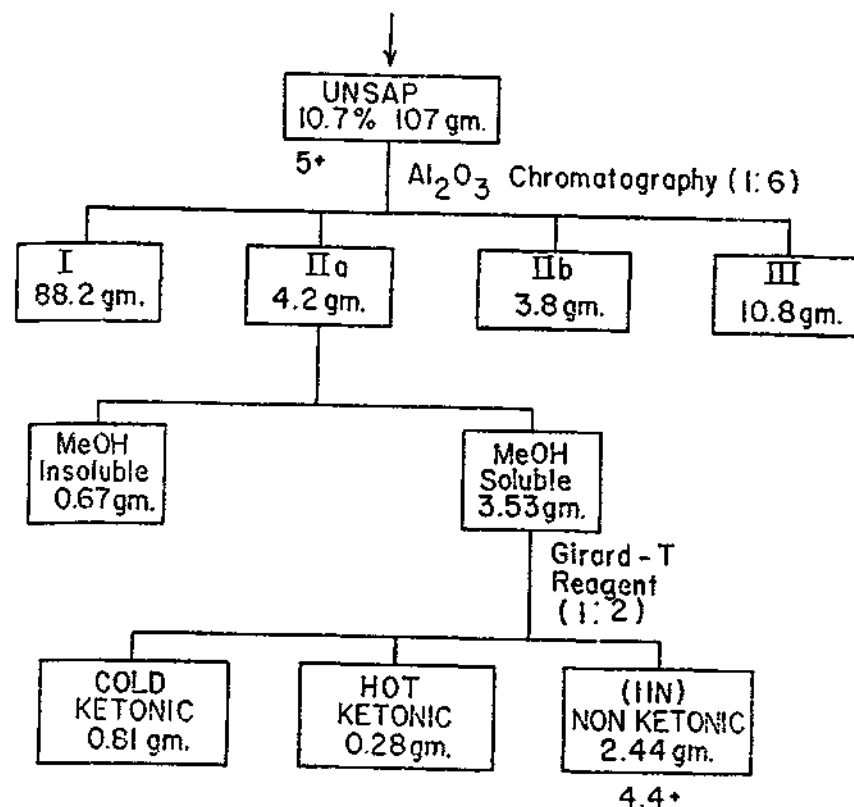 UNSAP
10.7% 107 gm.
5+
Al₂O₃ Chromatography (1:6)
I
88.2 gm.
IIa
4.2 gm.
IIb
3.8 gm.
III
10.8 gm.
MeOH
Insoluble
0.67 gm.
MeOH
Soluble
3.53 gm.
Girard-T
Reagent
(1:2)
COLD
KETONIC
0.81 gm.
HOT
KETONIC
0.28 gm.
(IIN)
NON KETONIC
2.44 gm.
4.4+